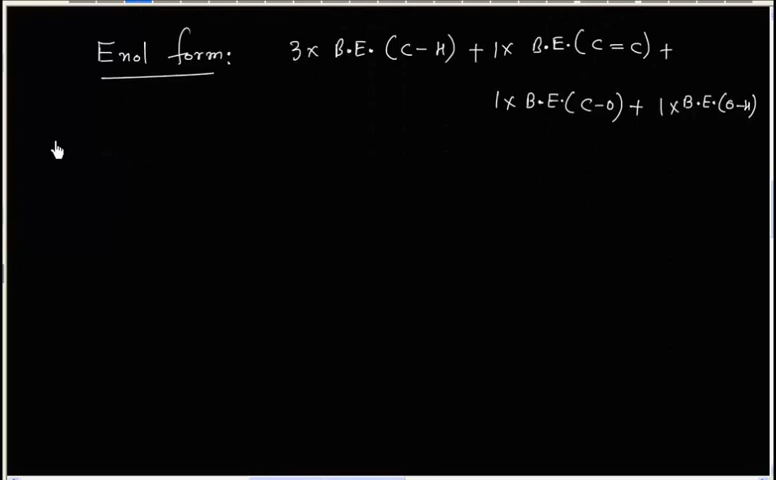 Enol form: 3x B.E. (C-H) + 1x B.E.(C=C) +
1x B.E.(C-O) + 1x B.E.(O-H)